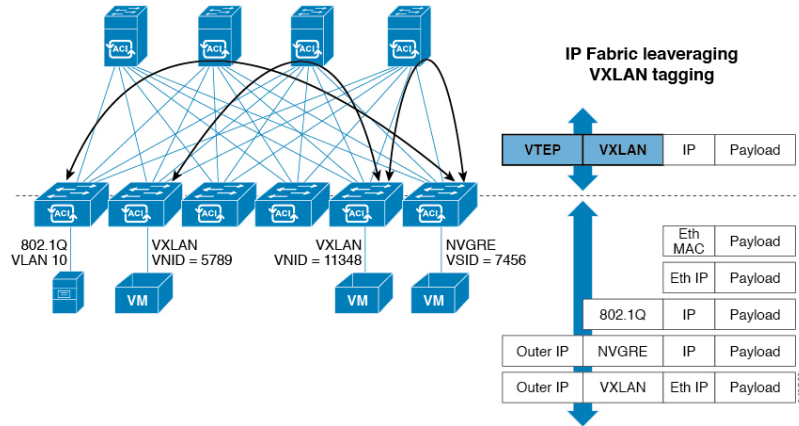 ACI
ACI
ACI
ACI
IP Fabric leaveraging
VXLAN tagging
VTEP VXLAN IP Payload
ACI
ACI
ACI
ACI
ACI
ACI
802.1Q
VLAN 10
VXLAN
VNID = 5789
VXLAN
VNID = 11348
NVGRE
VSID = 7456
VM
VM
VM
Eth
MAC
Payload
Eth IP Payload
802.1Q IP Payload
Outer IP NVGRE IP Payload
Outer IP VXLAN Eth IP Payload